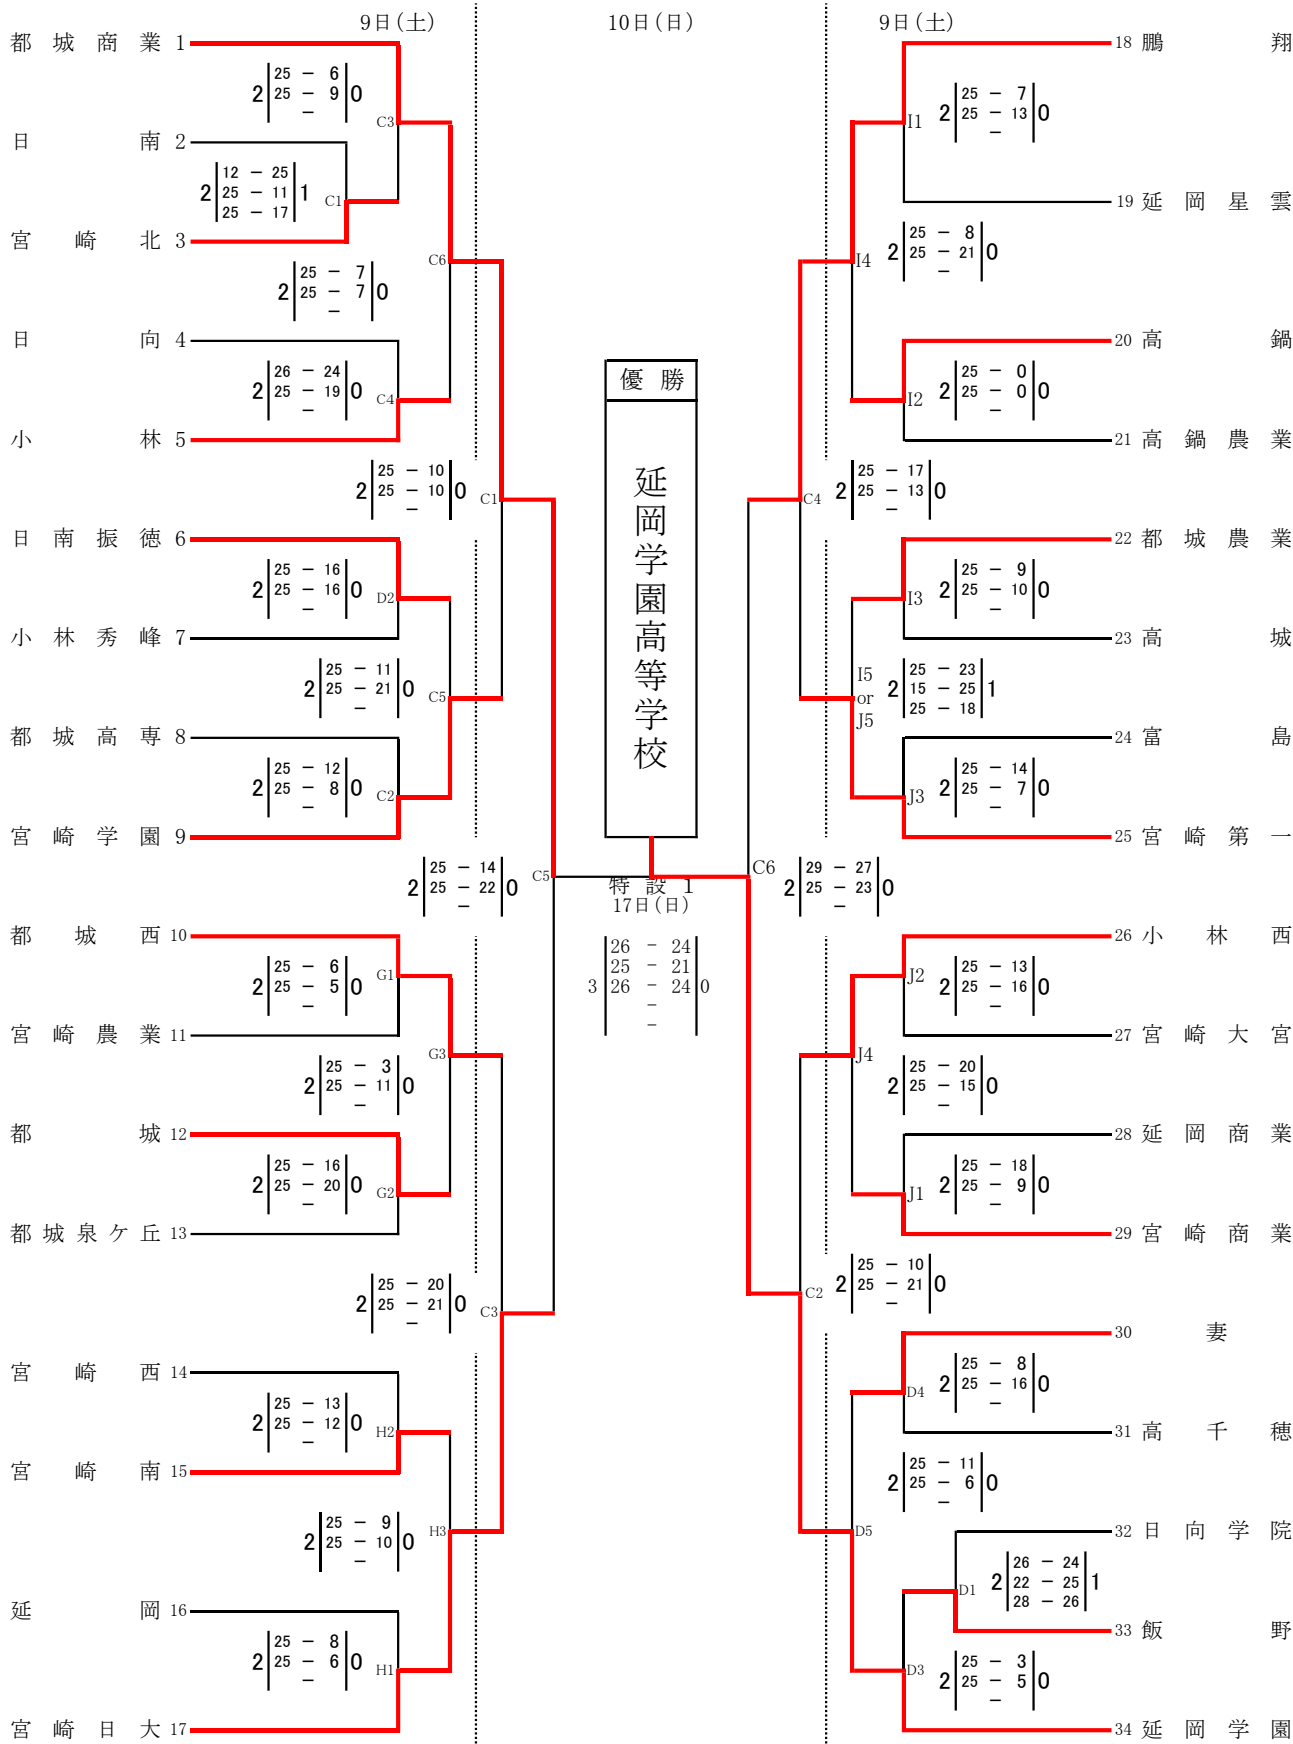 9日(土)
10日(日)
9日(土)
都城商業 1
2 25 － 6 0
25 － 9
－
C3
日南 2
2 12 － 25 1
25 － 11
25 － 17
C1
宮崎北 3
C6
2 25 － 7 0
25 － 7
－
日向 4
2 26 － 24 0
25 － 19
－
C4
小林 5
2 25 － 10 0
25 － 10
－
C1
日南振徳 6
2 25 － 16 0
25 － 16
－
D2
小林秀峰 7
2 25 － 11 0
25 － 21
－
C5
都城高専 8
2 25 － 12 0
25 － 8
－
C2
宮崎学園 9
2 25 － 14 0
25 － 22
－
C5
都城西 10
2 25 － 6 0
25 － 5
－
G1
宮崎農業 11
G3
2 25 － 3 0
25 － 11
－
都城 12
2 25 － 16 0
25 － 20
－
G2
都城泉ケ丘 13
2 25 － 20 0
25 － 21
－
C3
宮崎西 14
2 25 － 13 0
25 － 12
－
H2
宮崎南 15
2 25 － 9 0
25 － 10
－
H3
延岡 16
2 25 － 8 0
25 － 6
－
H1
宮崎日大 17
優勝
延岡学園高等学校
特設1
17日(日)
3 26 － 24 0
25 － 21
26 － 24
－
－
18 鵬翔
I1
2 25 － 7 0
25 － 13
－
19 延岡星雲
I4
2 25 － 8 0
25 － 21
－
20 高鍋
I2
2 25 － 0 0
25 － 0
－
21 高鍋農業
C4
2 25 － 17 0
25 － 13
－
22 都城農業
I3
2 25 － 9 0
25 － 10
－
23 高城
I5
or
J5
2 25 － 23 1
15 － 25
25 － 18
24 富島
J3
2 25 － 14 0
25 － 7
－
25 宮崎第一
C6
2 29 － 27 0
25 － 23
－
26 小林西
J2
2 25 － 13 0
25 － 16
－
27 宮崎大宮
J4
2 25 － 20 0
25 － 15
－
28 延岡商業
J1
2 25 － 18 0
25 － 9
－
29 宮崎商業
C2
2 25 － 10 0
25 － 21
－
30 妻
D4
2 25 － 8 0
25 － 16
－
31 高千穂
2 25 － 11 0
25 － 6
－
D5
32 日向学院
D1
2 26 － 24 1
22 － 25
28 － 26
33 飯野
D3
2 25 － 3 0
25 － 5
－
34 延岡学園